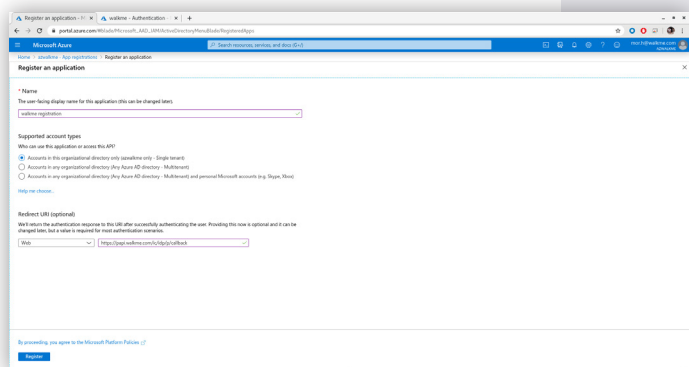 Register an application - M
walkme - Authentication -
portal.azure.com/#blade/Microsoft_AAD_IAM/ActiveDirectoryMenuBlade/RegisteredApps
Microsoft Azure
Search resources, services, and docs (G+/)
mor.h@walkme.com
AZWALKME
Home > azwalkme - App registrations > Register an application
Register an application
* Name
The user-facing display name for this application (this can be changed later).
walkme registration
Supported account types
Who can use this application or access this API?
Accounts in this organizational directory only (azwalkme only - Single tenant)
Accounts in any organizational directory (Any Azure AD directory - Multitenant)
Accounts in any organizational directory (Any Azure AD directory - Multitenant) and personal Microsoft accounts (e.g. Skype, Xbox)
Help me choose...
Redirect URI (optional)
We'll return the authentication response to this URI after successfully authenticating the user. Providing this now is optional and it can be
changed later, but a value is required for most authentication scenarios.
Web
https://papi.walkme.com/ic/idp/p/callback
By proceeding, you agree to the Microsoft Platform Policies
Register